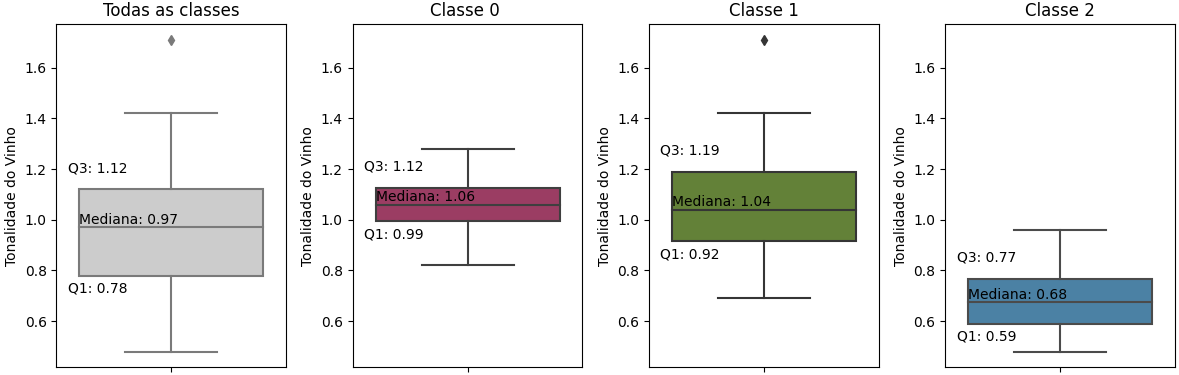 Todas as classes
Tonalidade do Vinho
1.6
1.4
1.2
1.0
0.8
0.6
Q3: 1.12
Mediana: 0.97
Q1: 0.78
Classe 0
Tonalidade do Vinho
1.6
1.4
1.2
1.0
0.8
0.6
Q3: 1.12
Mediana: 1.06
Q1: 0.99
Classe 1
Tonalidade do Vinho
1.6
1.4
1.2
1.0
0.8
0.6
Q3: 1.19
Mediana: 1.04
Q1: 0.92
Classe 2
Tonalidade do Vinho
1.6
1.4
1.2
1.0
0.8
0.6
Q3: 0.77
Mediana: 0.68
Q1: 0.59